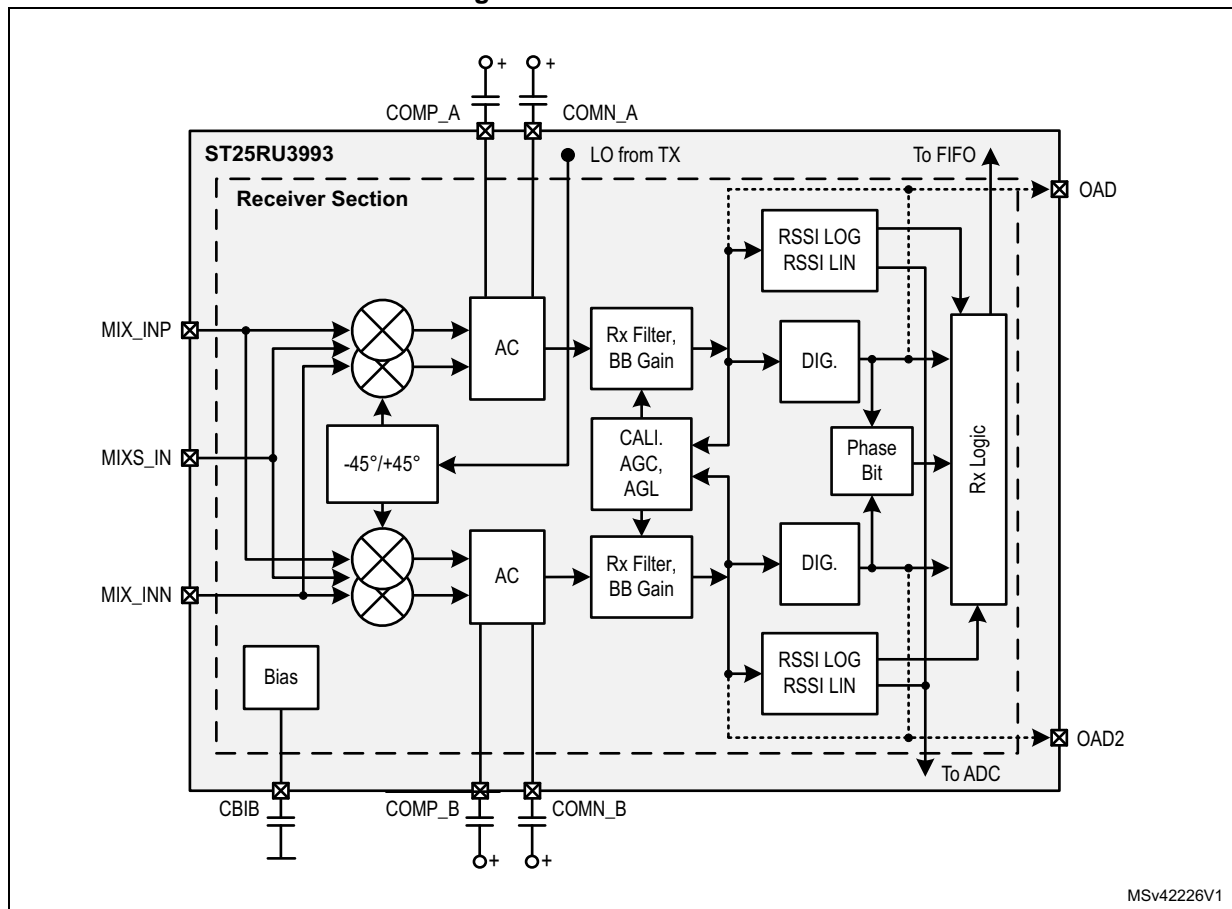 COMP_A
COMN_A
ST25RU3993
LO from TX
To FIFO
OAD
Receiver Section
RSSI LOG
RSSI LIN
MIX_INP
AC
Rx Filter,
BB Gain
DIG.
MIXS_IN
-45°/+45°
CALI.
AGC,
AGL
Phase
Bit
Rx Logic
MIX_INN
AC
Rx Filter,
BB Gain
DIG.
Bias
RSSI LOG
RSSI LIN
OAD2
To ADC
CBIB
COMP_B
COMN_B
MSv42226V1